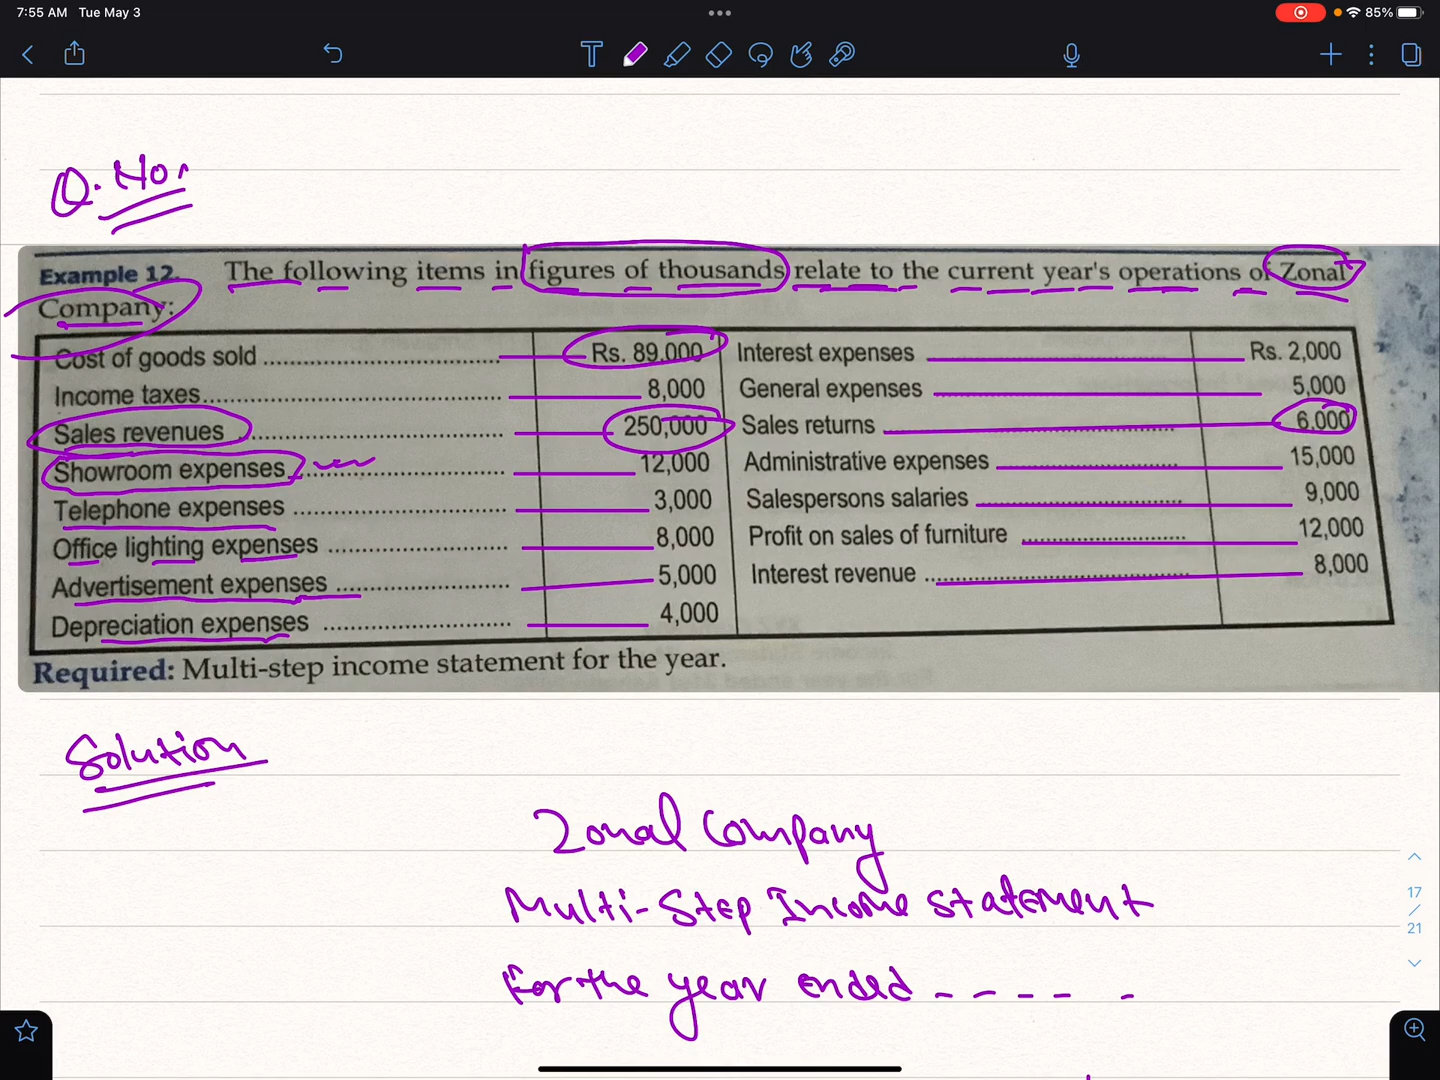 7:55 AM Tue May 3
85%
Q. No.
Example 12. The following items in figures of thousands relate to the current year's operations of Zonal
Company:
Cost of goods sold .......... Rs. 89,000 Interest expenses Rs. 2,000
Income taxes.......... 8,000 General expenses 5,000
Sales revenues .......... 250,000 Sales returns .......... 6,000
Showroom expenses .......... 12,000 Administrative expenses .......... 15,000
Telephone expenses .......... 3,000 Salespersons salaries .......... 9,000
Office lighting expenses .......... 8,000 Profit on sales of furniture .......... 12,000
Advertisement expenses .......... 5,000 Interest revenue .......... 8,000
Depreciation expenses .......... 4,000
Required: Multi-step income statement for the year.
Solution
Zonal Company
Multi-Step Income Statement
For the year ended - - - - -
17
/
21